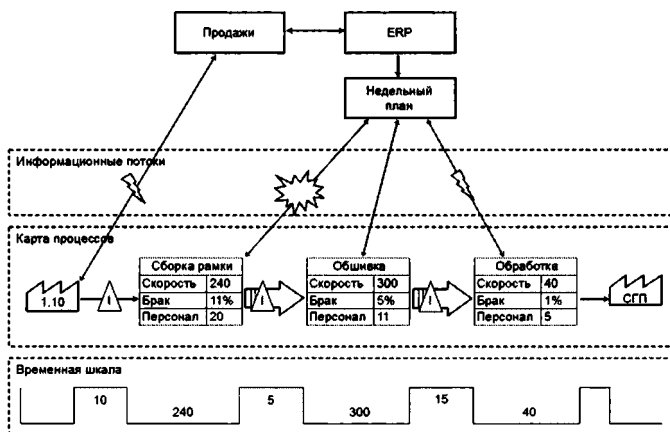 Продажи
ERP
Недельный
план
Информационные потоки
Карта процессов
1.10
I
Сборка рамки
Скорость 240
Брак 11%
Персонал 20
I
Обшивка
Скорость 300
Брак 5%
Персонал 11
I
Обработка
Скорость 40
Брак 1%
Персонал 5
СГП
Временная шкала
10
240
5
300
15
40